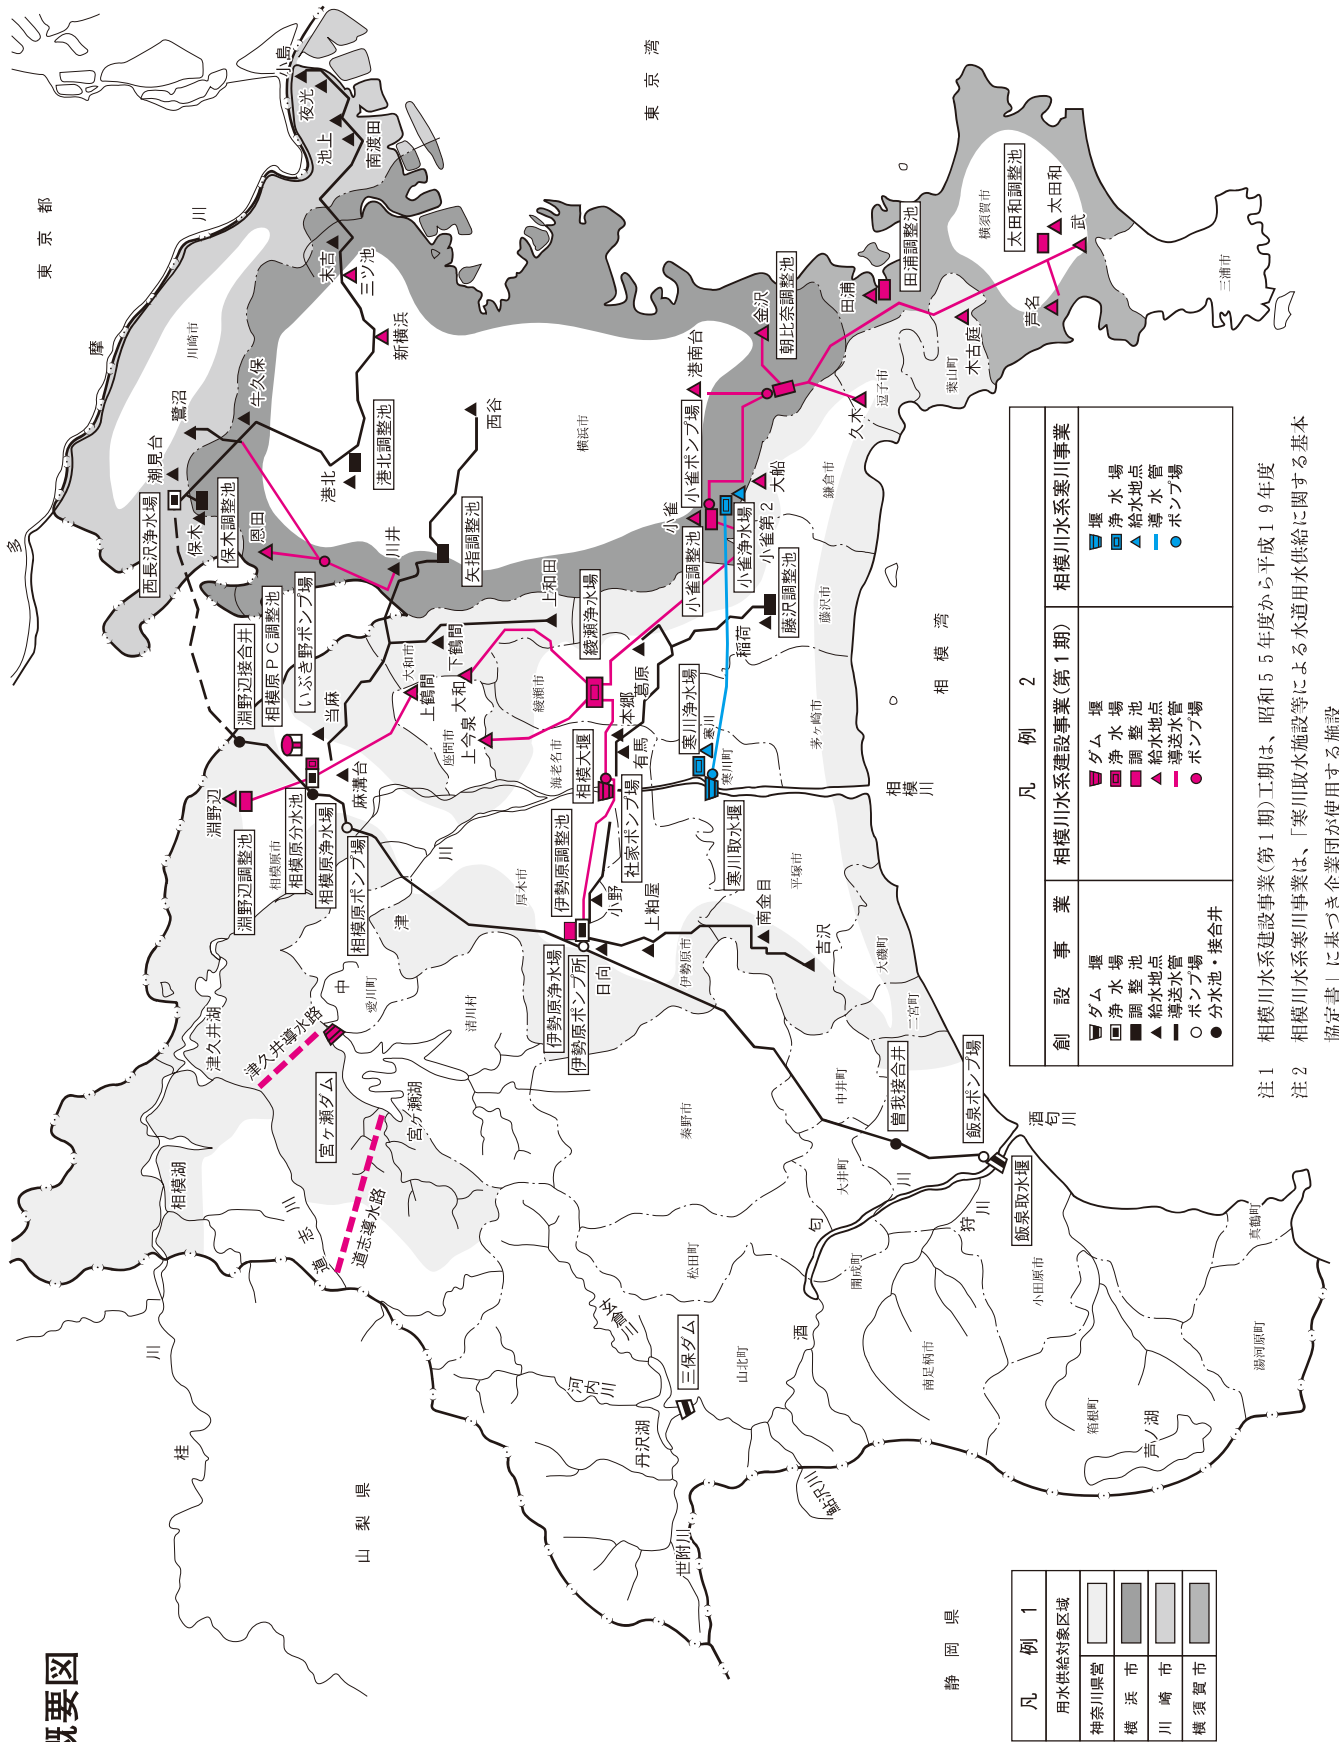 概要図
東京都
東京湾
山梨県
静岡県
相模湾
多
摩
川
川崎市
横浜市
横須賀市
三浦市
葉山町
逗子市
鎌倉市
藤沢市
茅ヶ崎市
寒川町
海老名市
綾瀬市
座間市
大和市
相模原市
愛川町
清川村
厚木市
伊勢原市
平塚市
大磯町
二宮町
秦野市
中井町
大井町
松田町
開成町
山北町
南足柄市
小田原市
箱根町
真鶴町
湯河原町
小島
夜光
池上
南渡田
末吉
三ツ池
新横浜
鷺沼
牛久保
潮見台
西長沢浄水場
保木
保木調整池
恩田
港北
港北調整池
西谷
川井
矢指調整池
いぶき野ポンプ場
相模原PC調整池
淵野辺接合井
当麻
上鶴間
下鶴間
大和
上和田
上今泉
綾瀬浄水場
淵野辺
淵野辺調整池
麻溝台
相模原分水池
相模原浄水場
相模原ポンプ場
相模大堰
社家ポンプ場
有馬
本郷
葛原
稲荷
藤沢調整池
寒川浄水場
寒川
寒川取水堰
小雀
小雀ポンプ場
小雀調整池
小雀浄水場
小雀第2
大船
港南台
金沢
朝比奈調整池
久木
田浦
田浦調整池
木古庭
芦名
武
太田和
太田和調整池
伊勢原調整池
伊勢原浄水場
伊勢原ポンプ所
小野
上粕屋
日向
南金目
吉沢
曽我接合井
飯泉ポンプ場
飯泉取水堰
三保ダム
宮ヶ瀬ダム
宮ヶ瀬湖
津久井導水路
道志導水路
津久井湖
相模湖
丹沢湖
芦ノ湖
桂
川
道志川
中
津
川
相模川
酒
匂
川
酒匂川
狩川
玄倉川
河内川
世附川
鮎沢川
凡例1
用水供給対象区域
神奈川県営
横浜市
川崎市
横須賀市
凡例2
創設事業
ダム 堰
浄水場
調整池
給水地点
導送水管
ポンプ場
分水池・接合井
相模川水系建設事業(第1期)
ダム 堰
浄水場
調整池
給水地点
導送水管
ポンプ場
相模川水系寒川事業
堰
浄水場
給水地点
導水管
ポンプ場
注1 相模川水系建設事業(第1期)工期は、昭和55年度から平成19年度
注2 相模川水系寒川事業は、「寒川取水施設等による水道用水供給に関する基本
協定書」に基づき企業団が使用する施設